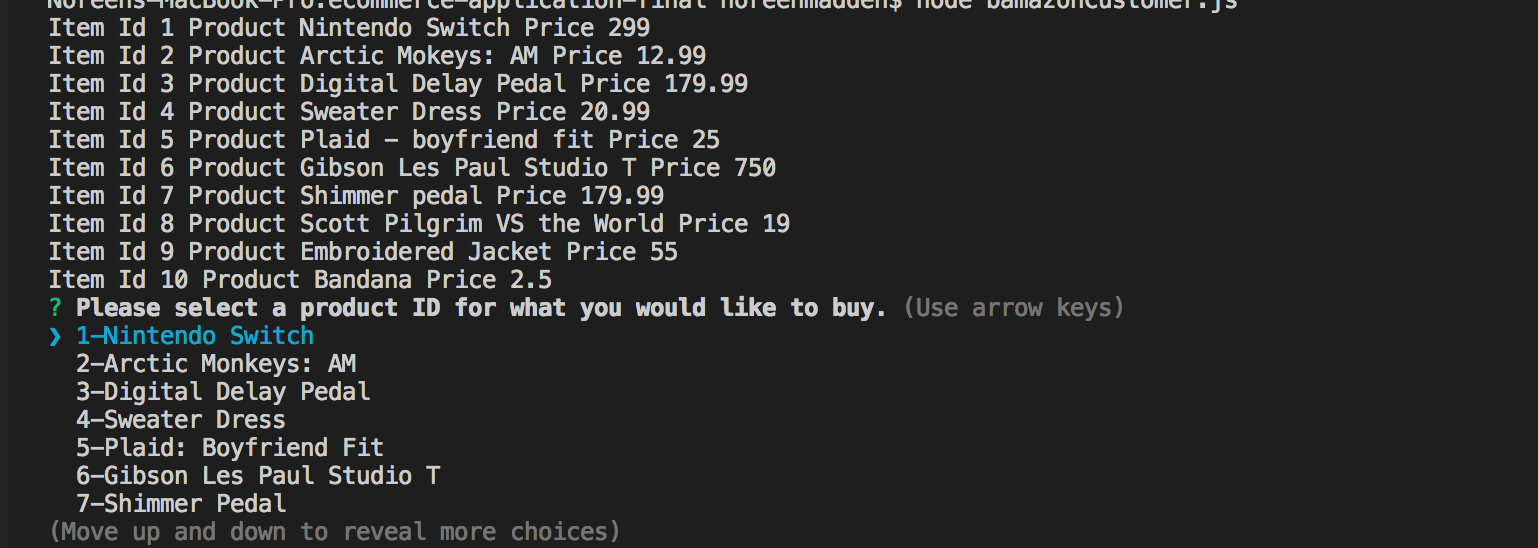 Noreens-MacBook-Pro:ecommerce-application-final noreenmadden$ node bamazonCustomer.js
Item Id 1 Product Nintendo Switch Price 299
Item Id 2 Product Arctic Mokeys: AM Price 12.99
Item Id 3 Product Digital Delay Pedal Price 179.99
Item Id 4 Product Sweater Dress Price 20.99
Item Id 5 Product Plaid - boyfriend fit Price 25
Item Id 6 Product Gibson Les Paul Studio T Price 750
Item Id 7 Product Shimmer pedal Price 179.99
Item Id 8 Product Scott Pilgrim VS the World Price 19
Item Id 9 Product Embroidered Jacket Price 55
Item Id 10 Product Bandana Price 2.5
? Please select a product ID for what you would like to buy. (Use arrow keys)
❯ 1-Nintendo Switch
2-Arctic Monkeys: AM
3-Digital Delay Pedal
4-Sweater Dress
5-Plaid: Boyfriend Fit
6-Gibson Les Paul Studio T
7-Shimmer Pedal
(Move up and down to reveal more choices)